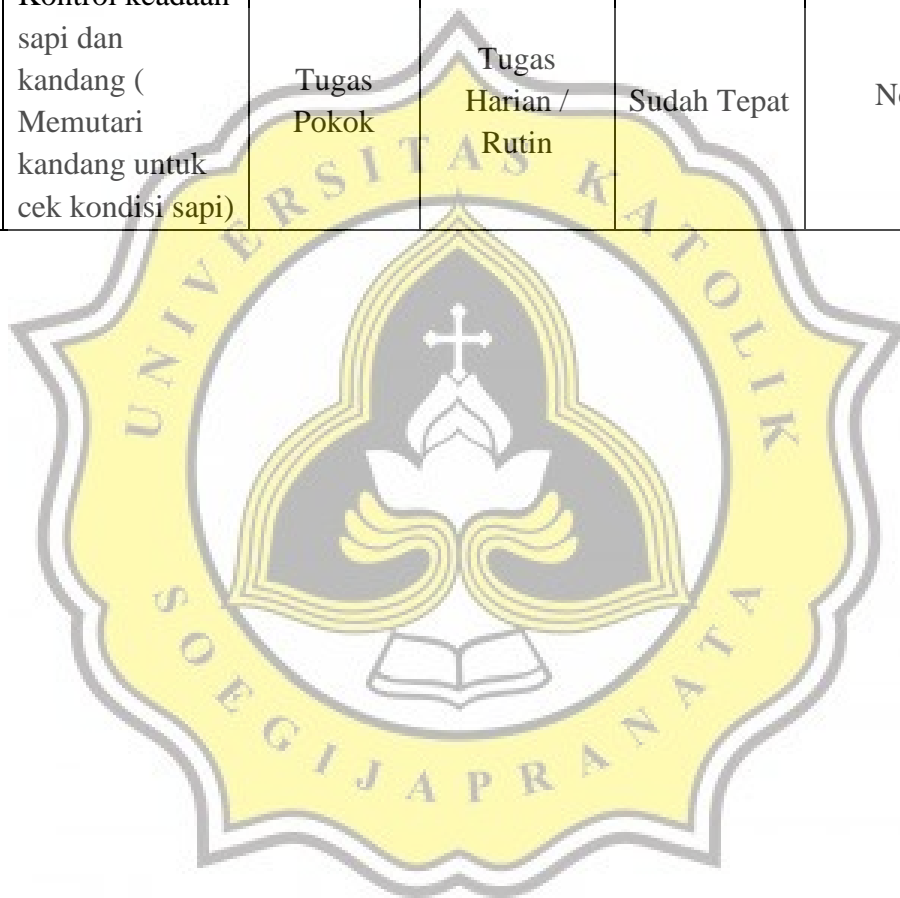 Kontrol keadaan
sapi dan
kandang (
Memutari
kandang untuk
cek kondisi sapi)
Tugas
Pokok
Tugas
Harian /
Rutin
Sudah Tepat
UNIVERSITAS KATOLIK
SOEGIJAPRANATA